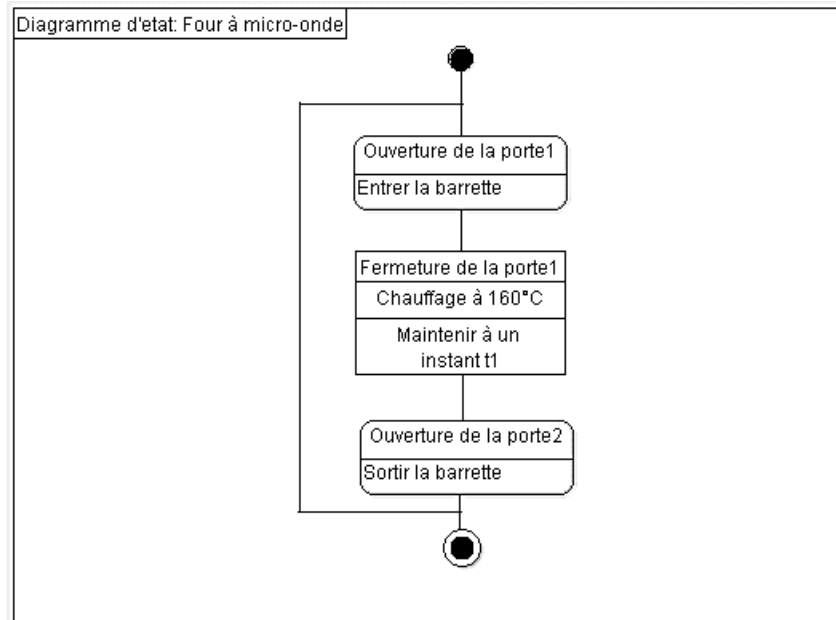 Diagramme d'etat: Four à micro-onde
Ouverture de la porte1
Entrer la barrette
Fermeture de la porte1
Chauffage à 160°C
Maintenir à un
instant t1
Ouverture de la porte2
Sortir la barrette